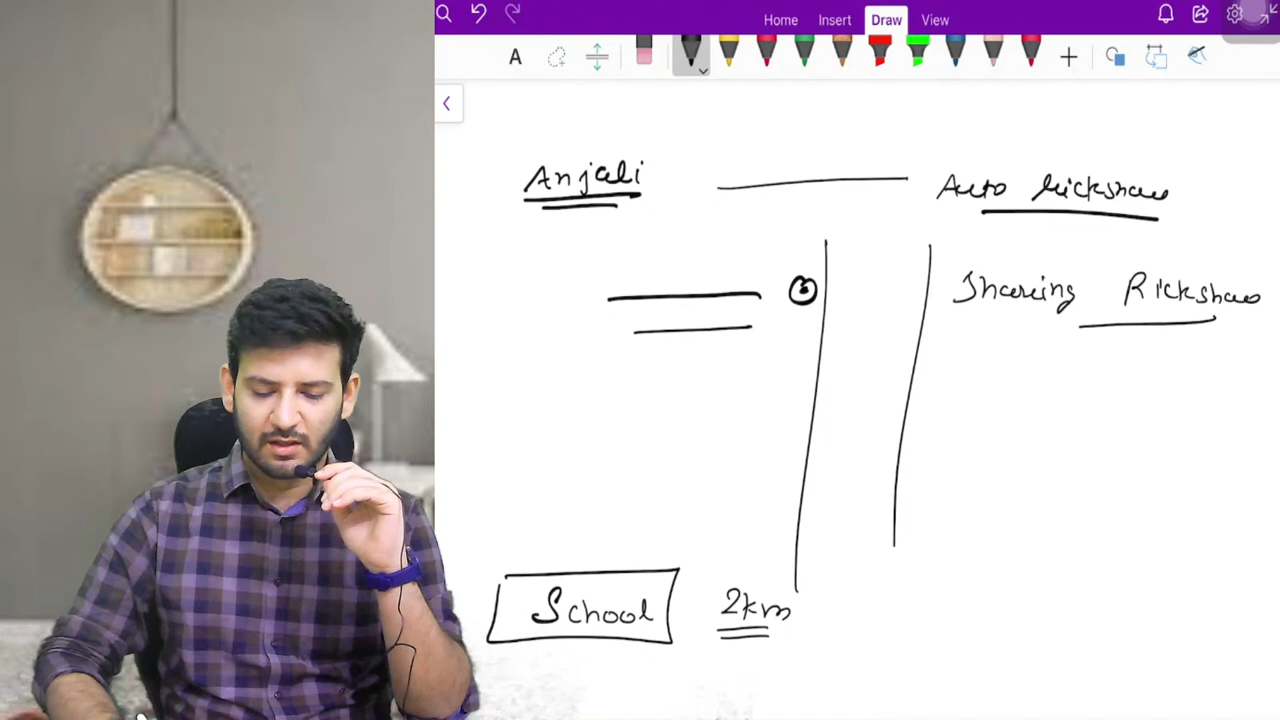 Home Insert Draw View
A
Anjali Auto Rickshaw
Sharing Rickshaw
School 2km